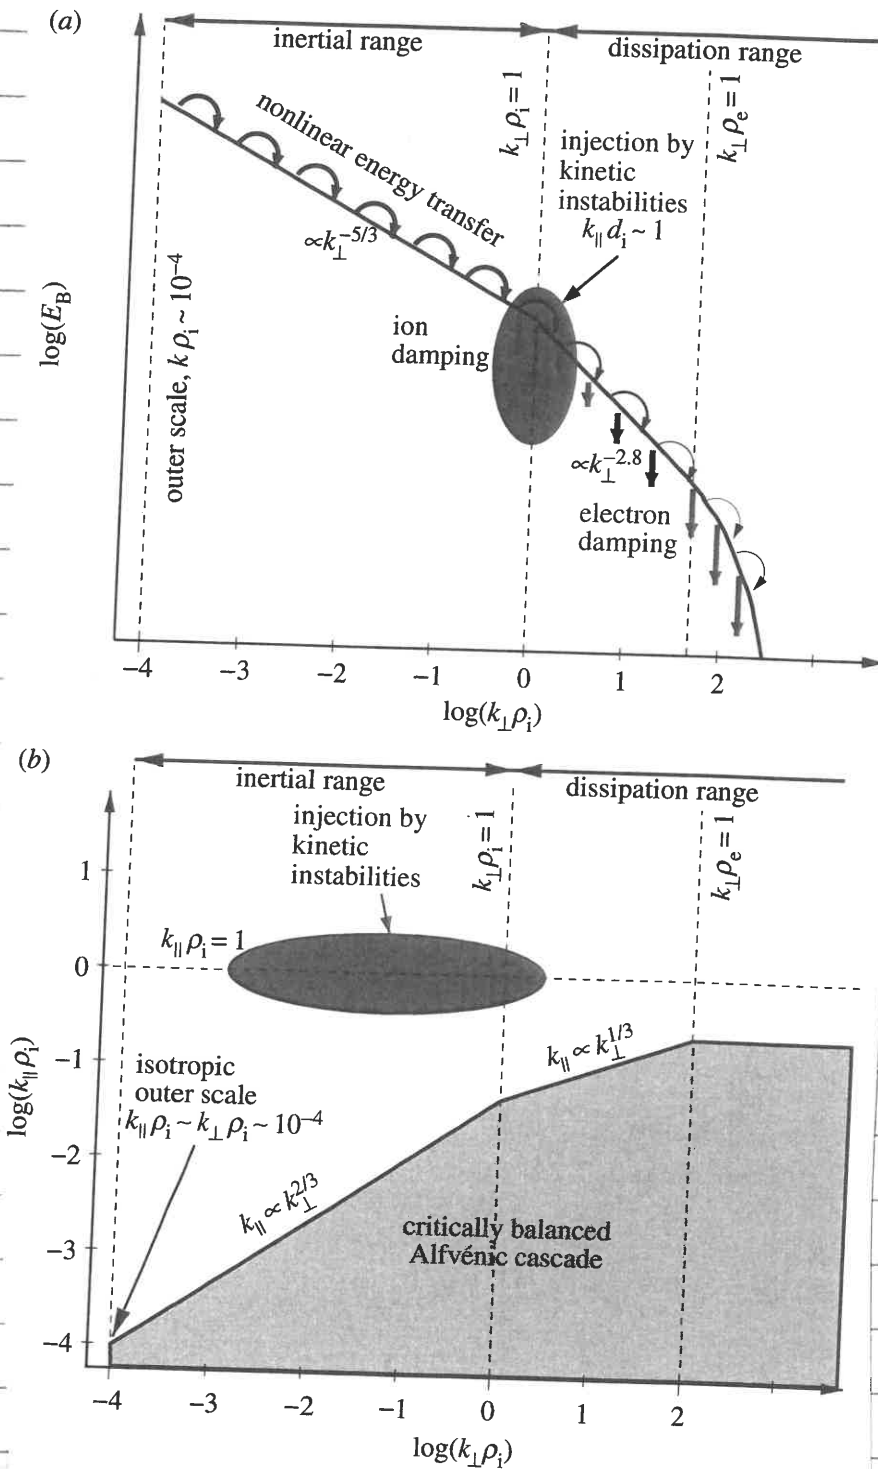 (a)
inertial range
dissipation range
nonlinear energy transfer
∝k⊥^−5/3
k⊥ρi = 1
k⊥ρe = 1
injection by
kinetic
instabilities
k∥ di ~ 1
outer scale, k ρi ~ 10^−4
ion
damping
∝k⊥^−2.8
electron
damping
log(EB)
−4 −3 −2 −1 0 1 2
log(k⊥ρi)
(b)
inertial range
dissipation range
injection by
kinetic
instabilities
k⊥ρi = 1
k⊥ρe = 1
k∥ρi = 1
isotropic
outer scale
k∥ρi ~ k⊥ρi ~ 10^−4
k∥ ∝ k⊥^2/3
k∥ ∝ k⊥^1/3
critically balanced
Alfvénic cascade
log(k∥ρi)
1
0
−1
−2
−3
−4
−4 −3 −2 −1 0 1 2
log(k⊥ρi)